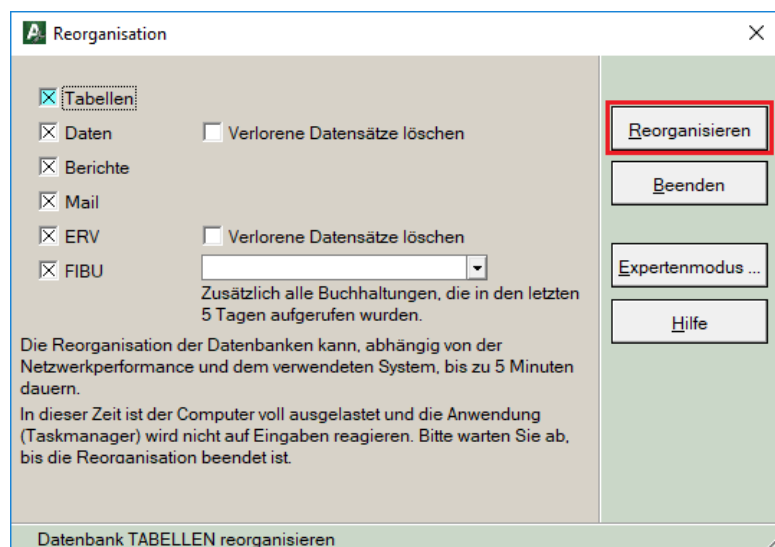 Reorganisation
Tabellen
Daten
Verlorene Datensätze löschen
Berichte
Mail
ERV
Verlorene Datensätze löschen
FIBU
Zusätzlich alle Buchhaltungen, die in den letzten
5 Tagen aufgerufen wurden.
Die Reorganisation der Datenbanken kann, abhängig von der
Netzwerkperformance und dem verwendeten System, bis zu 5 Minuten
dauern.
In dieser Zeit ist der Computer voll ausgelastet und die Anwendung
(Taskmanager) wird nicht auf Eingaben reagieren. Bitte warten Sie ab,
bis die Reorganisation beendet ist.
Reorganisieren
Beenden
Expertenmodus ...
Hilfe
Datenbank TABELLEN reorganisieren